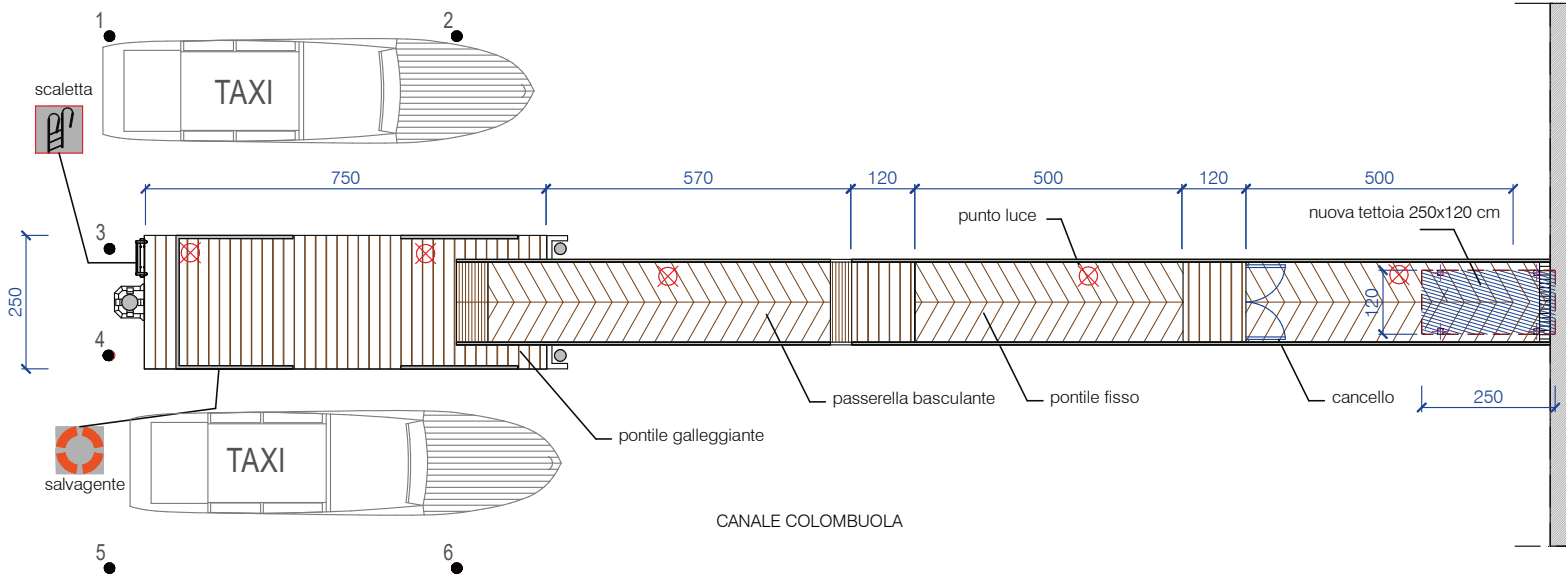 1
2
TAXI
scaletta
750
570
120
500
120
500
punto luce
nuova tettoia 250x120 cm
3
250
120
4
passerella basculante
pontile fisso
cancello
250
pontile galleggiante
TAXI
salvagente
CANALE COLOMBUOLA
5
6